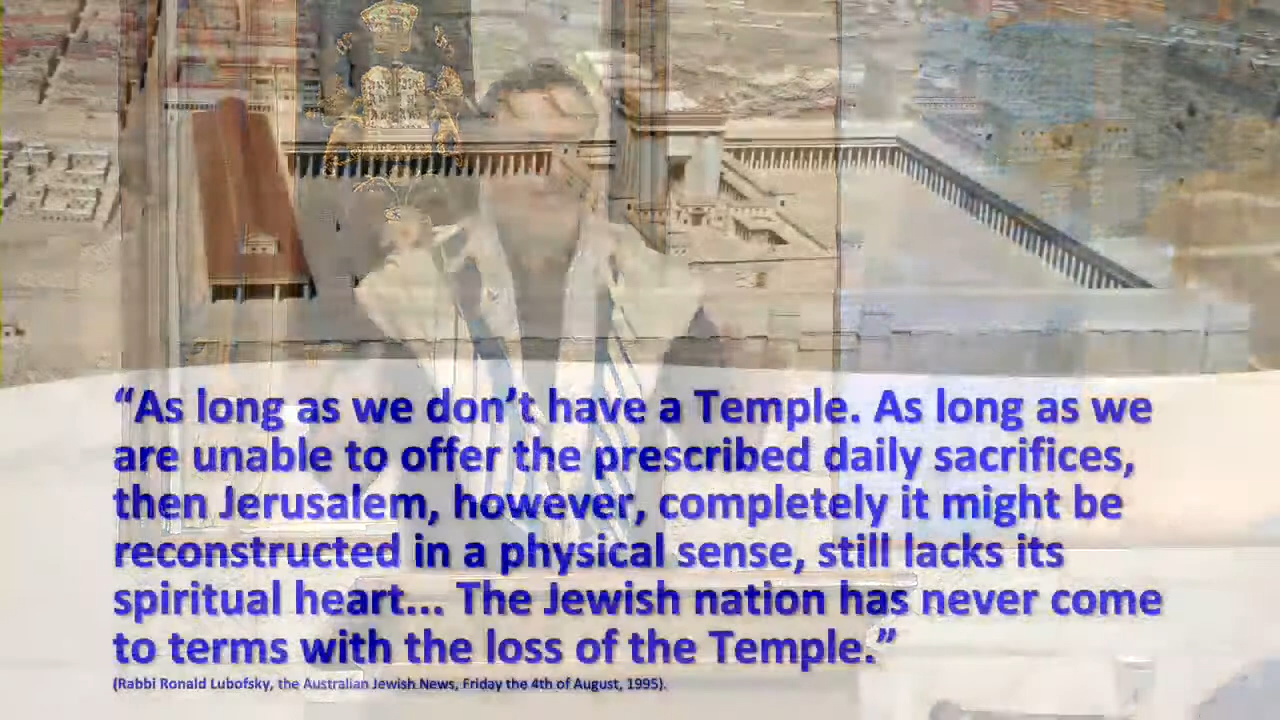 “As long as we don’t have a Temple. As long as we
are unable to offer the prescribed daily sacrifices,
then Jerusalem, however, completely it might be
reconstructed in a physical sense, still lacks its
spiritual heart... The Jewish nation has never come
to terms with the loss of the Temple.”
(Rabbi Ronald Lubofsky, the Australian Jewish News, Friday the 4th of August, 1995).